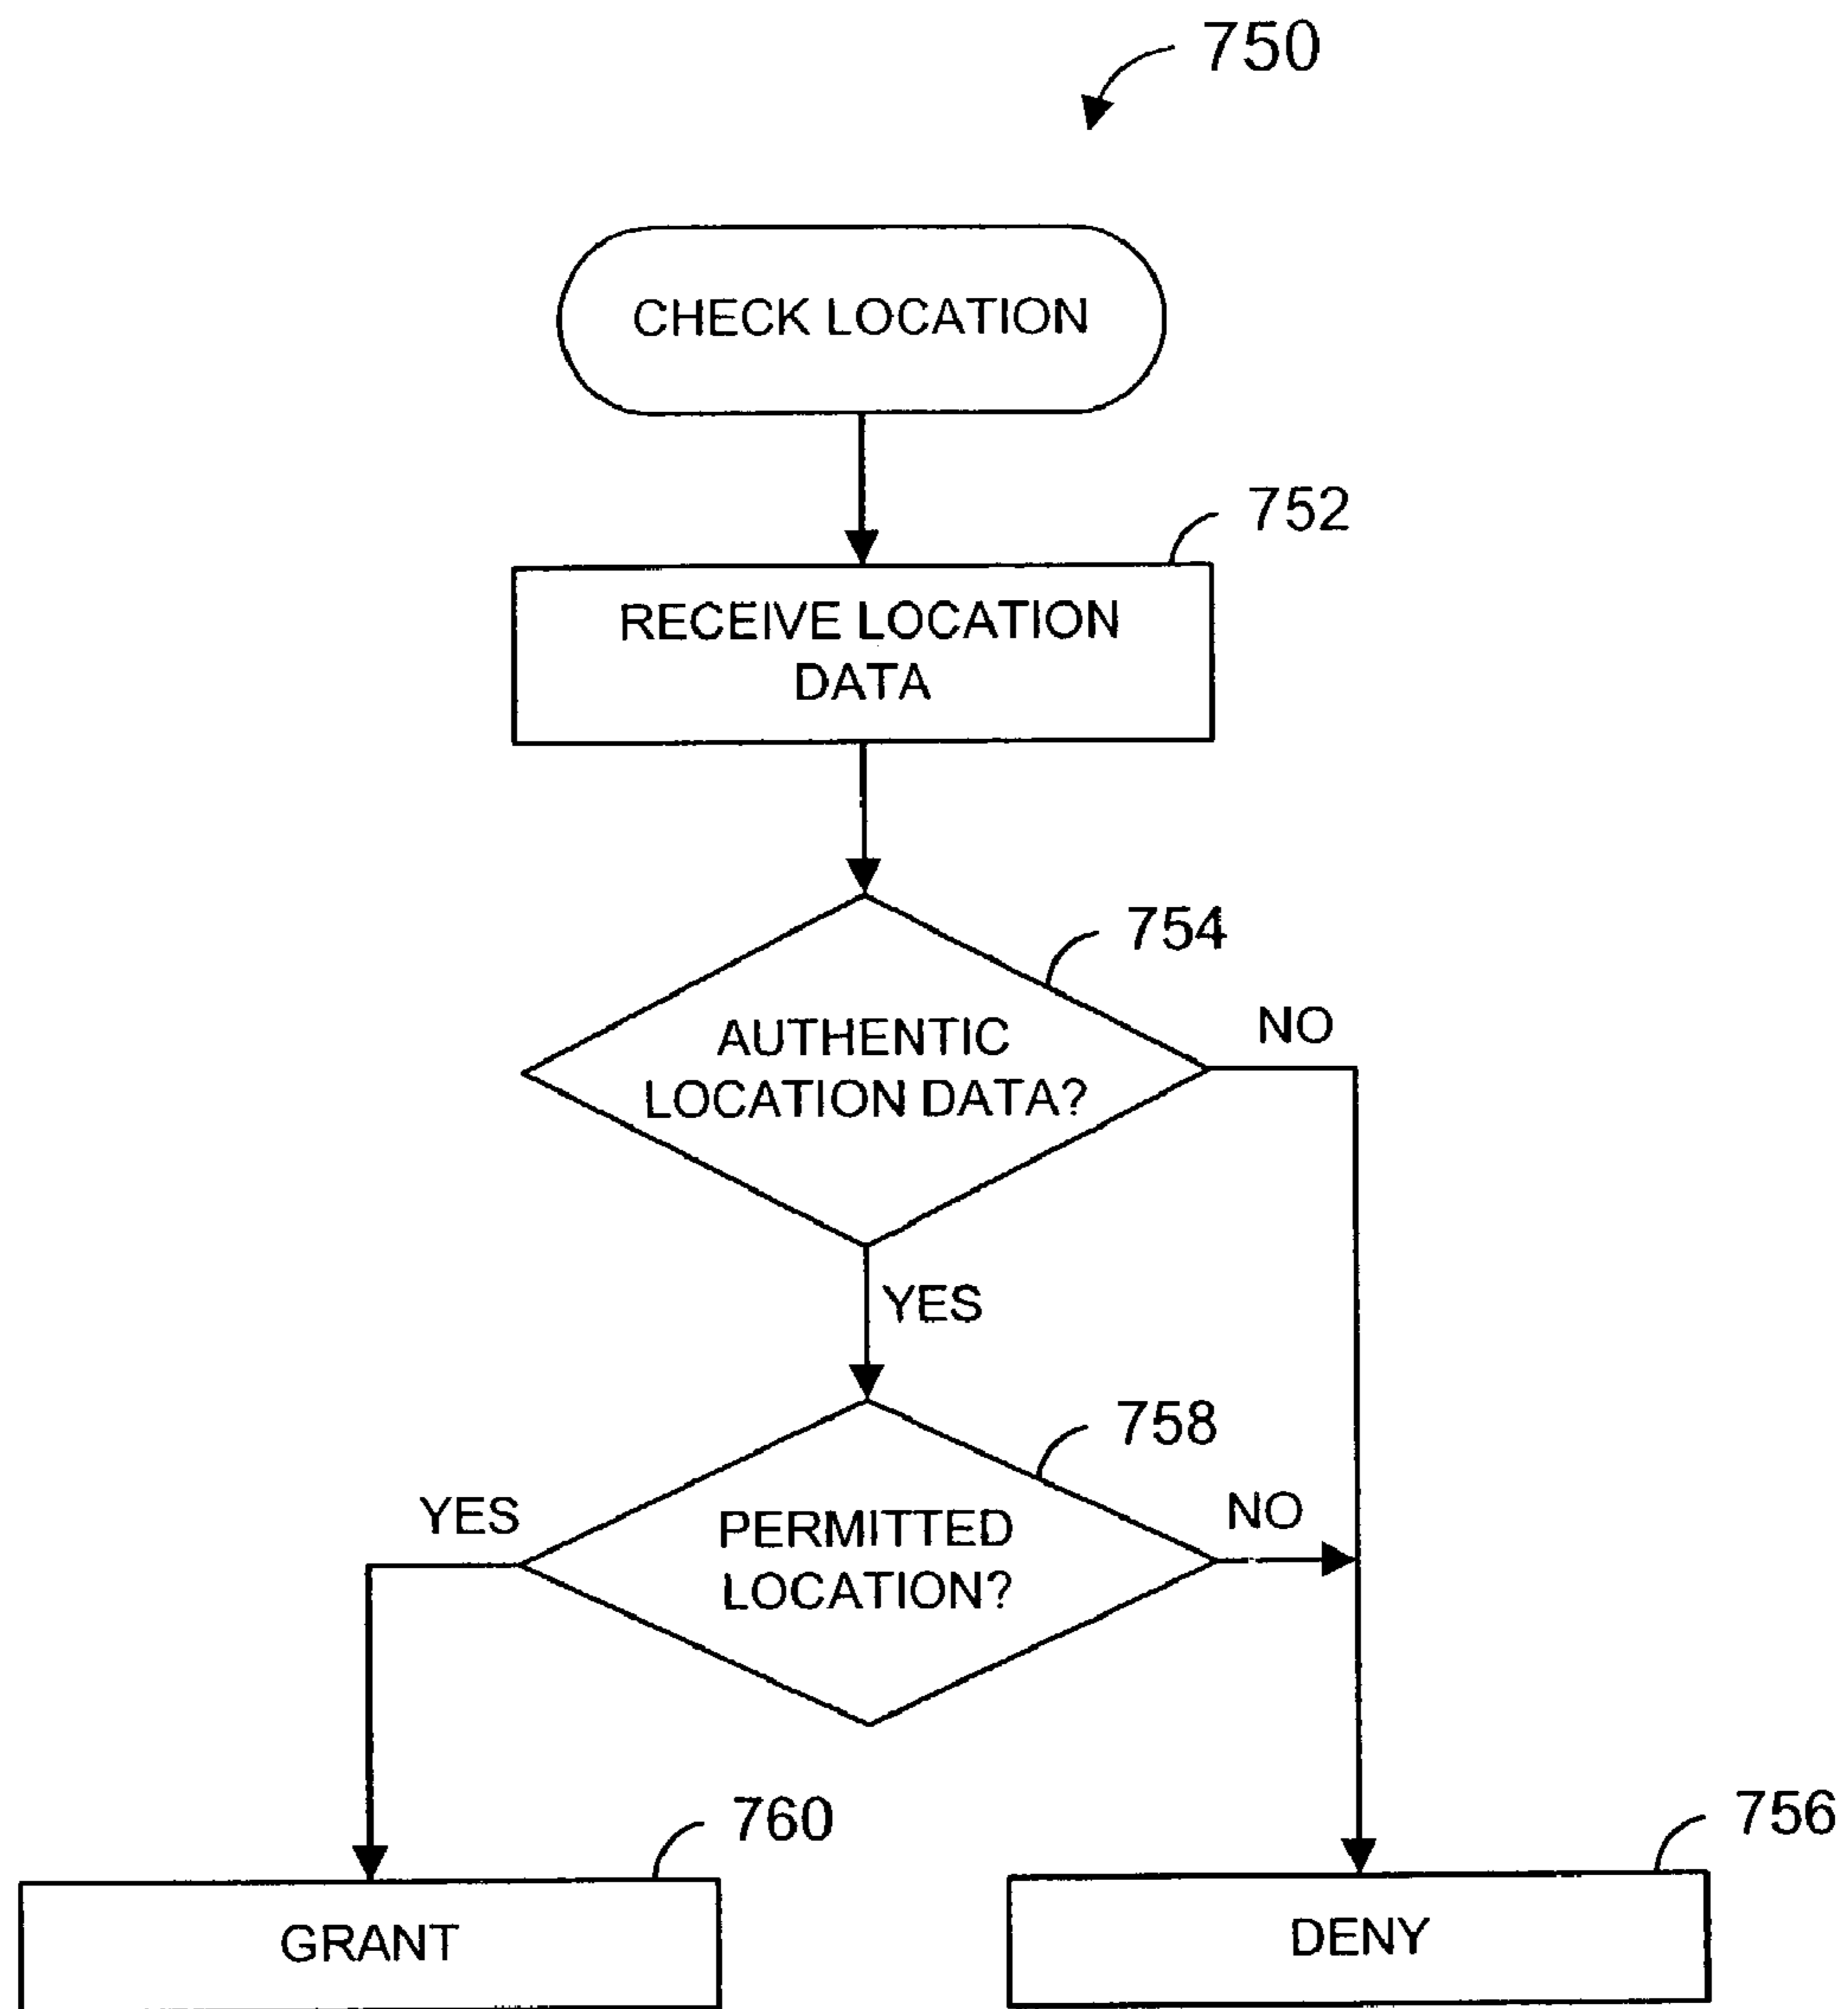 750
CHECK LOCATION
752
RECEIVE LOCATION
DATA
754
AUTHENTIC
LOCATION DATA?
NO
YES
758
YES
PERMITTED
LOCATION?
NO
760
GRANT
756
DENY